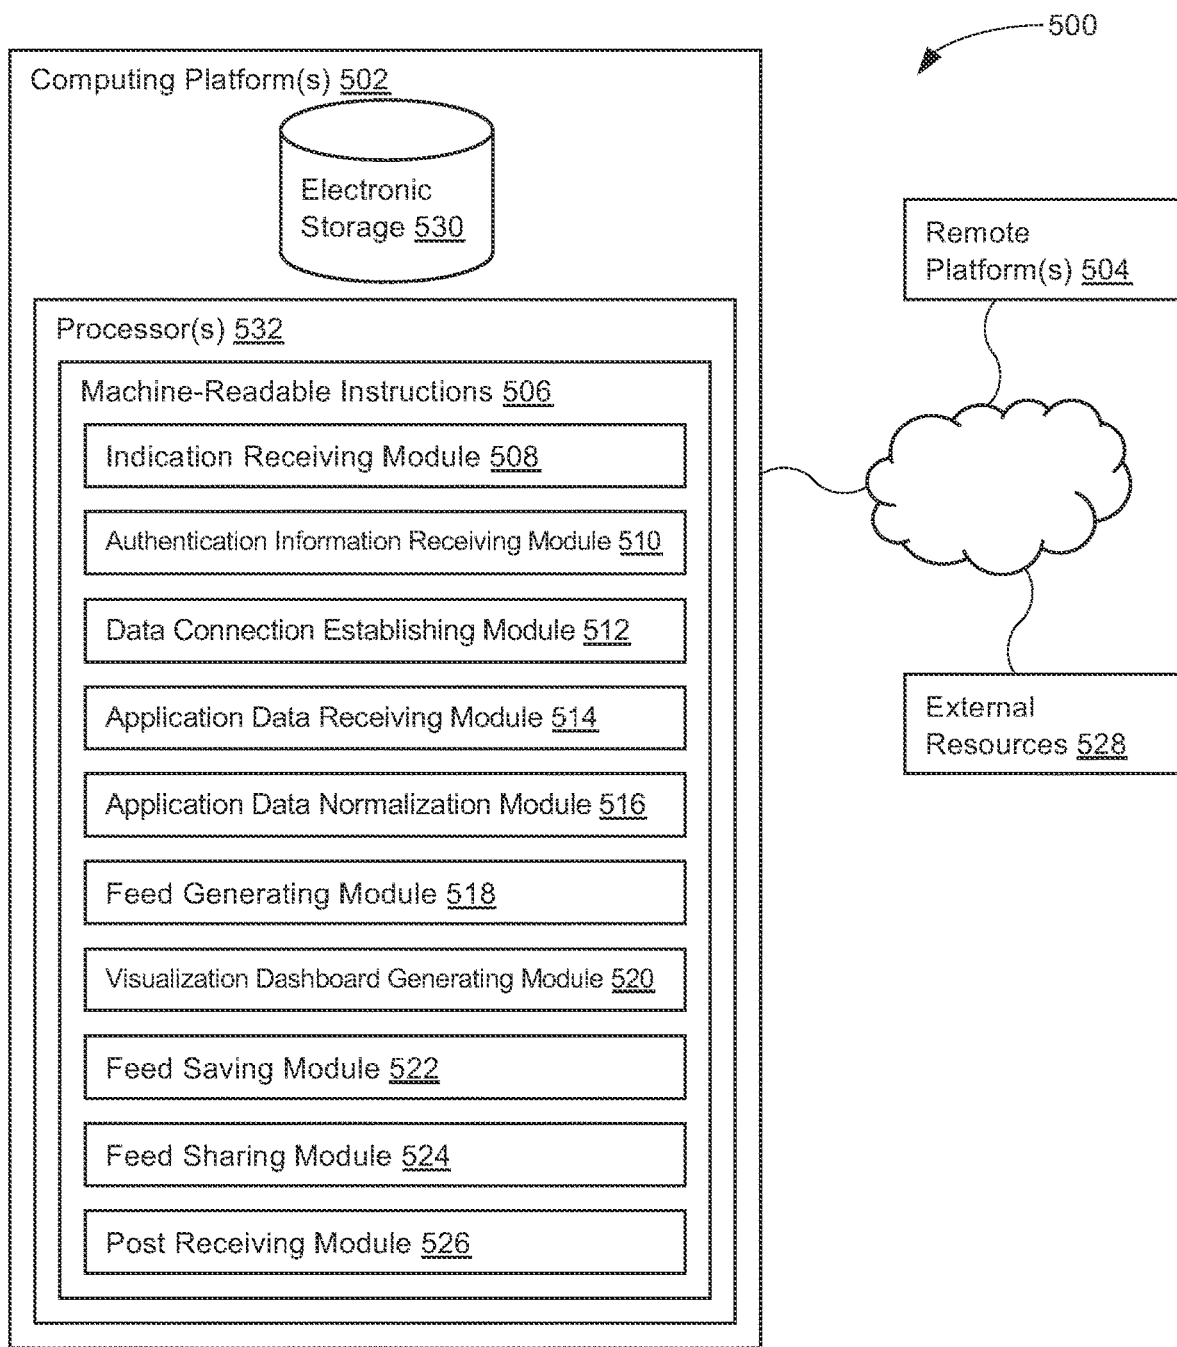 500
Computing Platform(s) 502
Electronic
Storage 530
Remote
Platform(s) 504
Processor(s) 532
Machine-Readable Instructions 506
Indication Receiving Module 508
Authentication Information Receiving Module 510
Data Connection Establishing Module 512
Application Data Receiving Module 514
External
Resources 528
Application Data Normalization Module 516
Feed Generating Module 518
Visualization Dashboard Generating Module 520
Feed Saving Module 522
Feed Sharing Module 524
Post Receiving Module 526